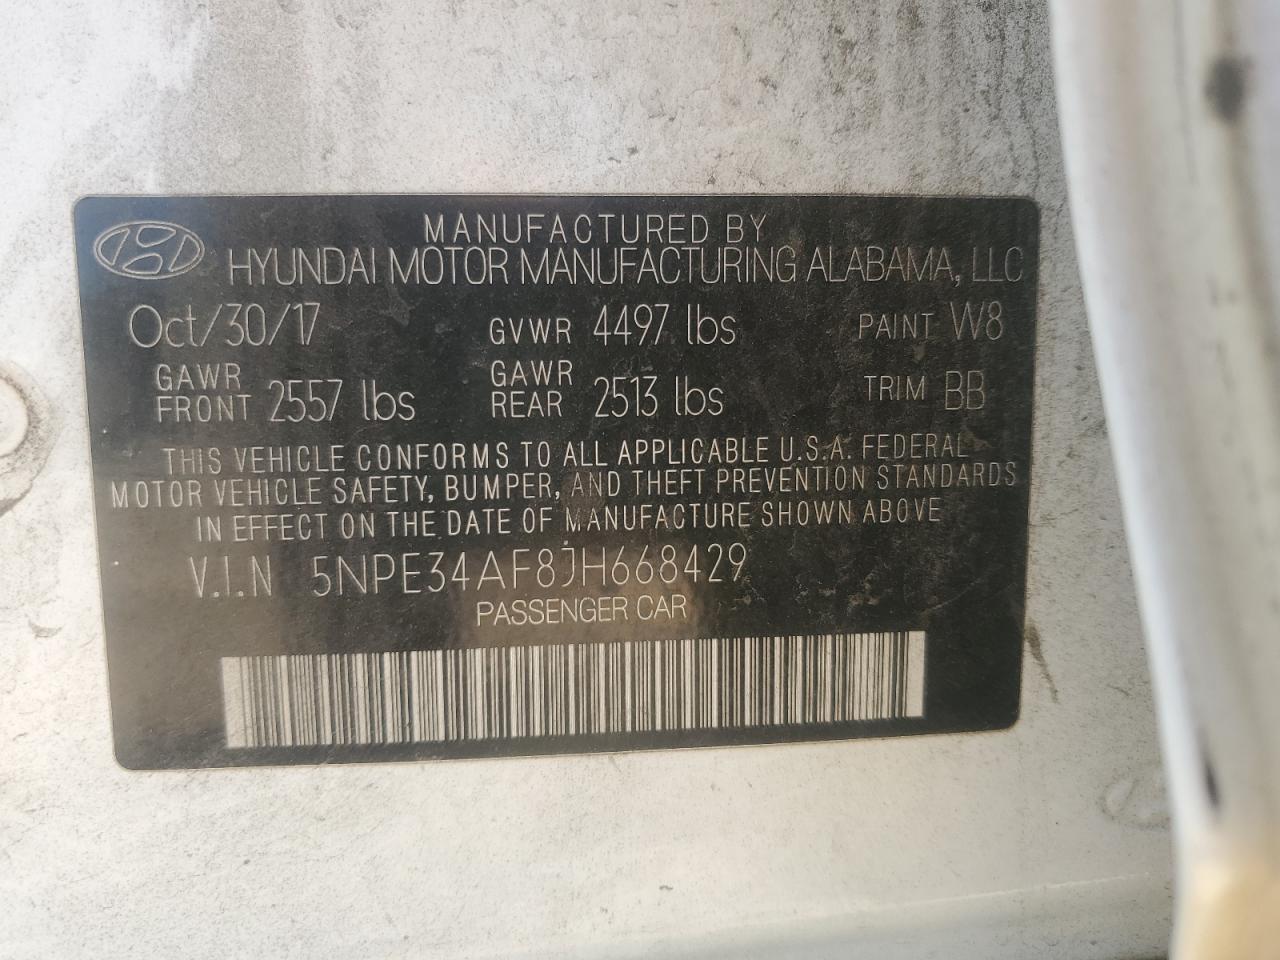 MANUFACTURED BY
HYUNDAI MOTOR MANUFACTURING ALABAMA, LLC
Oct/30/17 GVWR 4497 lbs PAINT W8
GAWR FRONT 2557 lbs GAWR REAR 2513 lbs TRIM BB
THIS VEHICLE CONFORMS TO ALL APPLICABLE U.S.A. FEDERAL
MOTOR VEHICLE SAFETY, BUMPER, AND THEFT PREVENTION STANDARDS
IN EFFECT ON THE DATE OF MANUFACTURE SHOWN ABOVE
V.I.N 5NPE34AF8JH668429
PASSENGER CAR